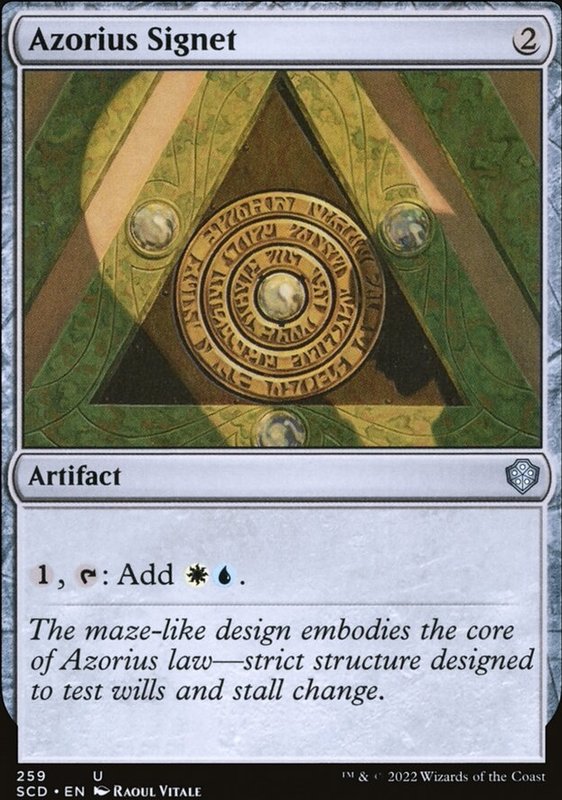 Azorius Signet 2
Artifact
1, : Add .
The maze-like design embodies the core
of Azorius law—strict structure designed
to test wills and stall change.
259 U
SCD • EN Raoul Vitale
™ & © 2022 Wizards of the Coast